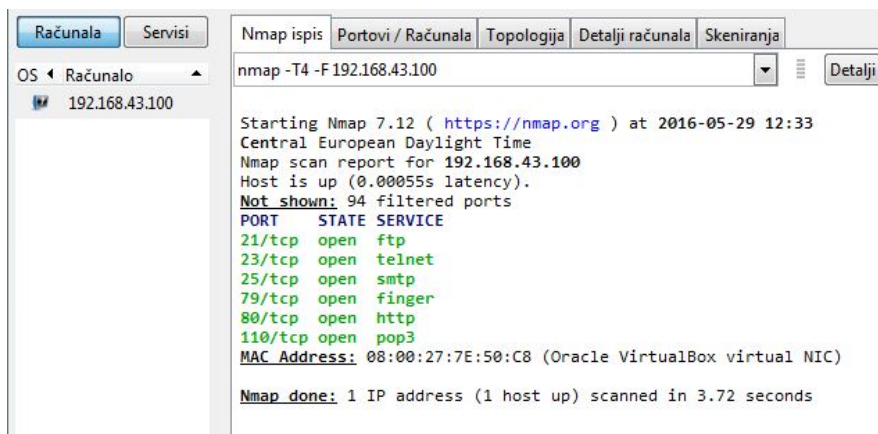 Računala Servisi
OS Računalo
192.168.43.100
Nmap ispis Portovi / Računala Topologija Detalji računala Skeniranja
nmap -T4 -F 192.168.43.100 Detalji
Starting Nmap 7.12 ( https://nmap.org ) at 2016-05-29 12:33
Central European Daylight Time
Nmap scan report for 192.168.43.100
Host is up (0.00055s latency).
Not shown: 94 filtered ports
PORT STATE SERVICE
21/tcp open ftp
23/tcp open telnet
25/tcp open smtp
79/tcp open finger
80/tcp open http
110/tcp open pop3
MAC Address: 08:00:27:7E:50:C8 (Oracle VirtualBox virtual NIC)
Nmap done: 1 IP address (1 host up) scanned in 3.72 seconds